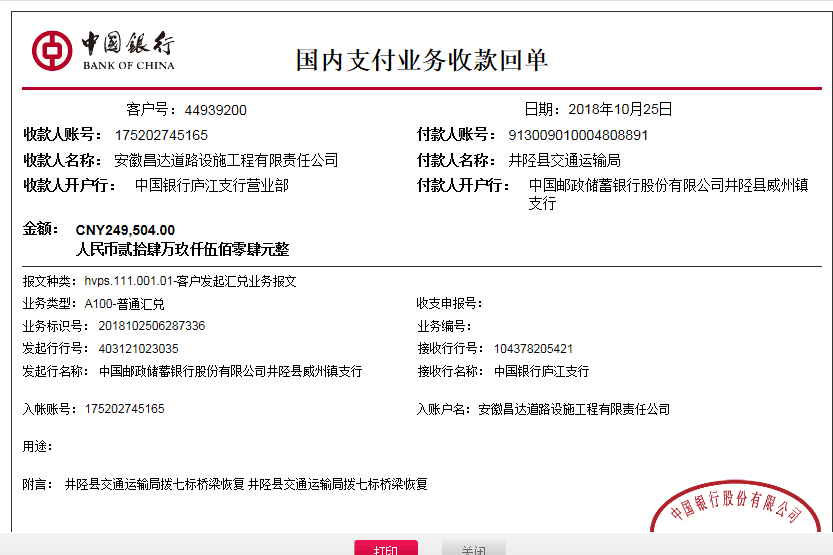 中国银行
BANK OF CHINA
国内支付业务收款回单
客户号：44939200 日期：2018年10月25日
收款人账号：175202745165 付款人账号：913009010004808891
收款人名称：安徽昌达道路设施工程有限责任公司 付款人名称：井陉县交通运输局
收款人开户行：中国银行庐江支行营业部 付款人开户行：中国邮政储蓄银行股份有限公司井陉县威州镇
支行
金额：CNY249,504.00
人民币贰拾肆万玖仟伍佰零肆元整
报文种类：hvps.111.001.01-客户发起汇兑业务报文
业务类型：A100-普通汇兑 收支申报号：
业务标识号：2018102506287336 业务编号：
发起行行号：403121023035 接收行行号：104378205421
发起行名称：中国邮政储蓄银行股份有限公司井陉县威州镇支行 接收行名称：中国银行庐江支行
入帐账号：175202745165 入账户名：安徽昌达道路设施工程有限责任公司
用途：
附言：井陉县交通运输局拨七标桥梁恢复 井陉县交通运输局拨七标桥梁恢复
中国银行股份有限公司
打印 关闭